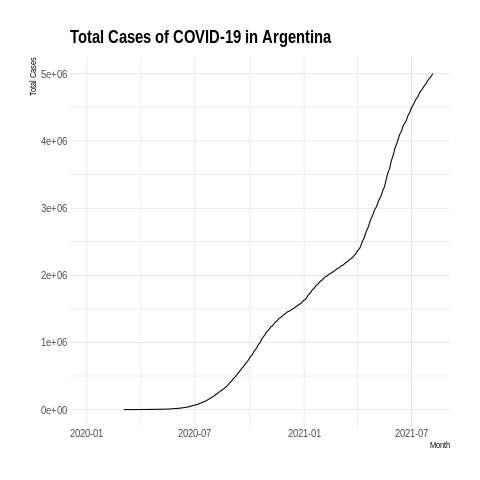 Total Cases of COVID-19 in Argentina
Total Cases
5e+06
4e+06
3e+06
2e+06
1e+06
0e+00
2020-01 2020-07 2021-01 2021-07
Month